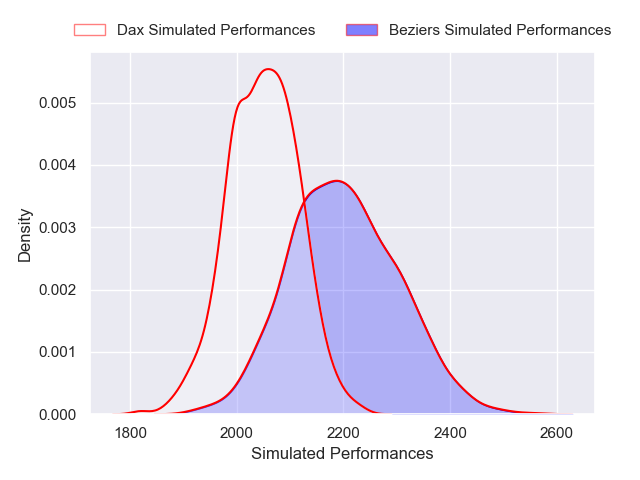 Dax Simulated Performances
Beziers Simulated Performances
0.005
0.004
0.003
0.002
0.001
0.000
Density
1800
2000
2200
2400
2600
Simulated Performances